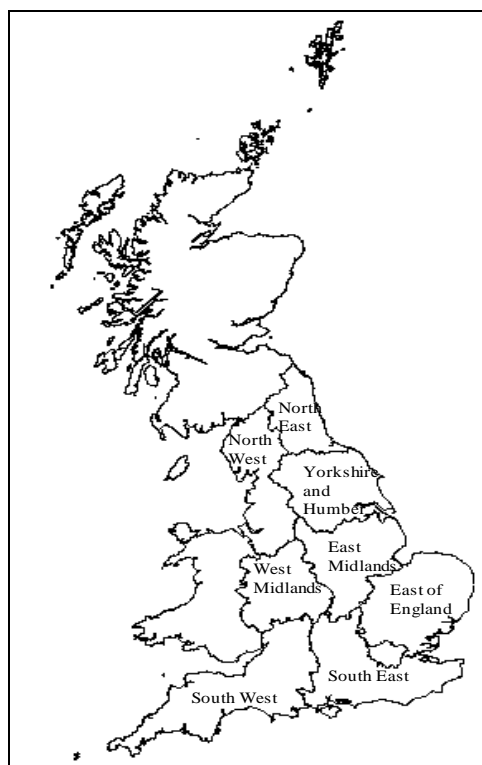 North
East
North
West
Yorkshire
and
Humber
East
Midlands
West
Midlands
East of
England
South East
South West